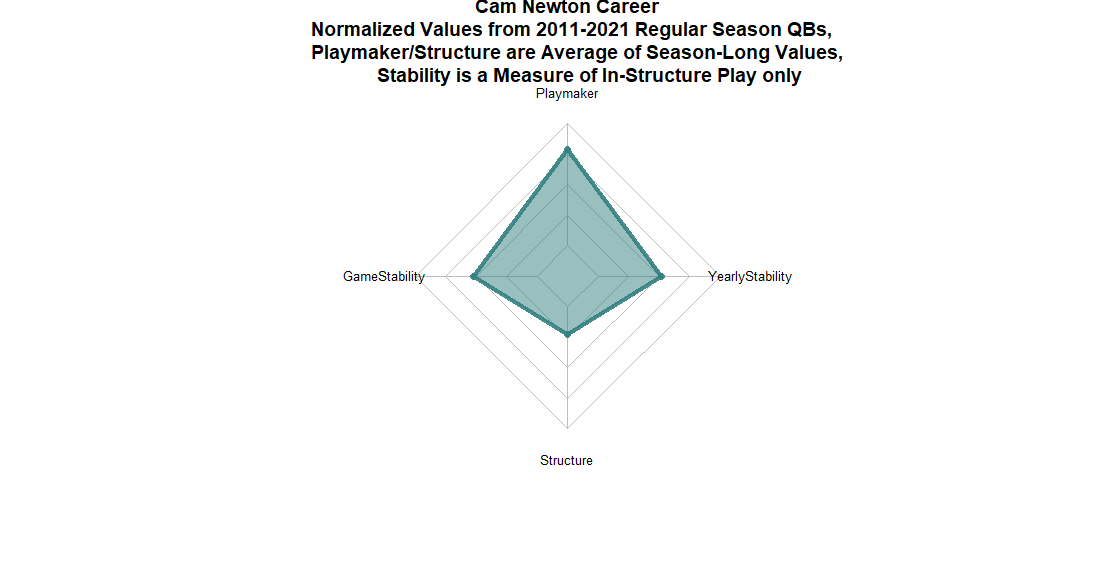 Cam Newton Career
Normalized Values from 2011-2021 Regular Season QBs,
Playmaker/Structure are Average of Season-Long Values,
Stability is a Measure of In-Structure Play only
Playmaker
GameStability
YearlyStability
Structure